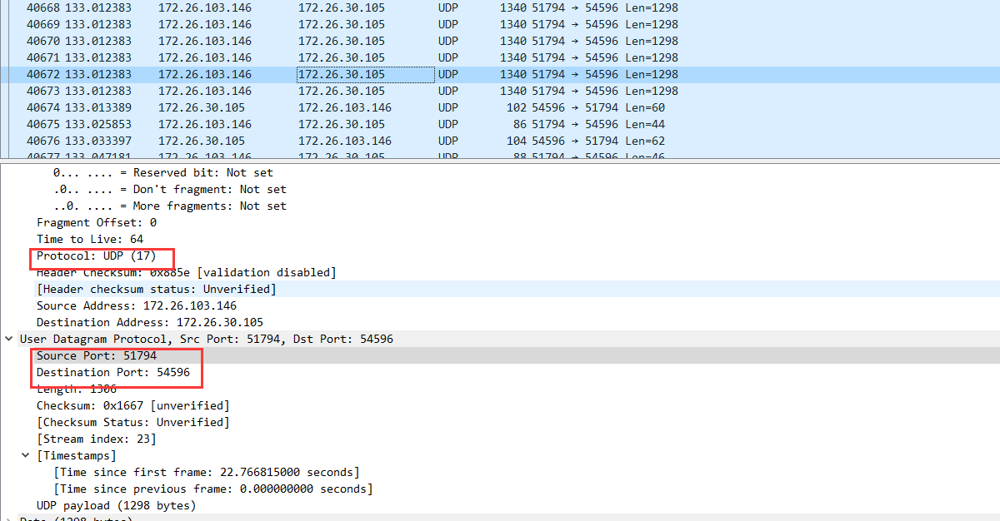 40668 133.012383 172.26.103.146 172.26.30.105 UDP 1340 51794 → 54596 Len=1298
40669 133.012383 172.26.103.146 172.26.30.105 UDP 1340 51794 → 54596 Len=1298
40670 133.012383 172.26.103.146 172.26.30.105 UDP 1340 51794 → 54596 Len=1298
40671 133.012383 172.26.103.146 172.26.30.105 UDP 1340 51794 → 54596 Len=1298
40672 133.012383 172.26.103.146 172.26.30.105 UDP 1340 51794 → 54596 Len=1298
40673 133.012383 172.26.103.146 172.26.30.105 UDP 1340 51794 → 54596 Len=1298
40674 133.013389 172.26.30.105 172.26.103.146 UDP 102 54596 → 51794 Len=60
40675 133.025853 172.26.103.146 172.26.30.105 UDP 86 51794 → 54596 Len=44
40676 133.033397 172.26.30.105 172.26.103.146 UDP 104 54596 → 51794 Len=62
40677 133.047181 172.26.103.146 172.26.30.105 UDP 88 51794 → 54596 Len=46
0... .... = Reserved bit: Not set
.0.. .... = Don't fragment: Not set
..0. .... = More fragments: Not set
Fragment Offset: 0
Time to Live: 64
Protocol: UDP (17)
Header Checksum: 0x885e [validation disabled]
[Header checksum status: Unverified]
Source Address: 172.26.103.146
Destination Address: 172.26.30.105
User Datagram Protocol, Src Port: 51794, Dst Port: 54596
Source Port: 51794
Destination Port: 54596
Length: 1306
Checksum: 0x1667 [unverified]
[Checksum Status: Unverified]
[Stream index: 23]
[Timestamps]
[Time since first frame: 22.766815000 seconds]
[Time since previous frame: 0.000000000 seconds]
UDP payload (1298 bytes)
Data (1298 bytes)